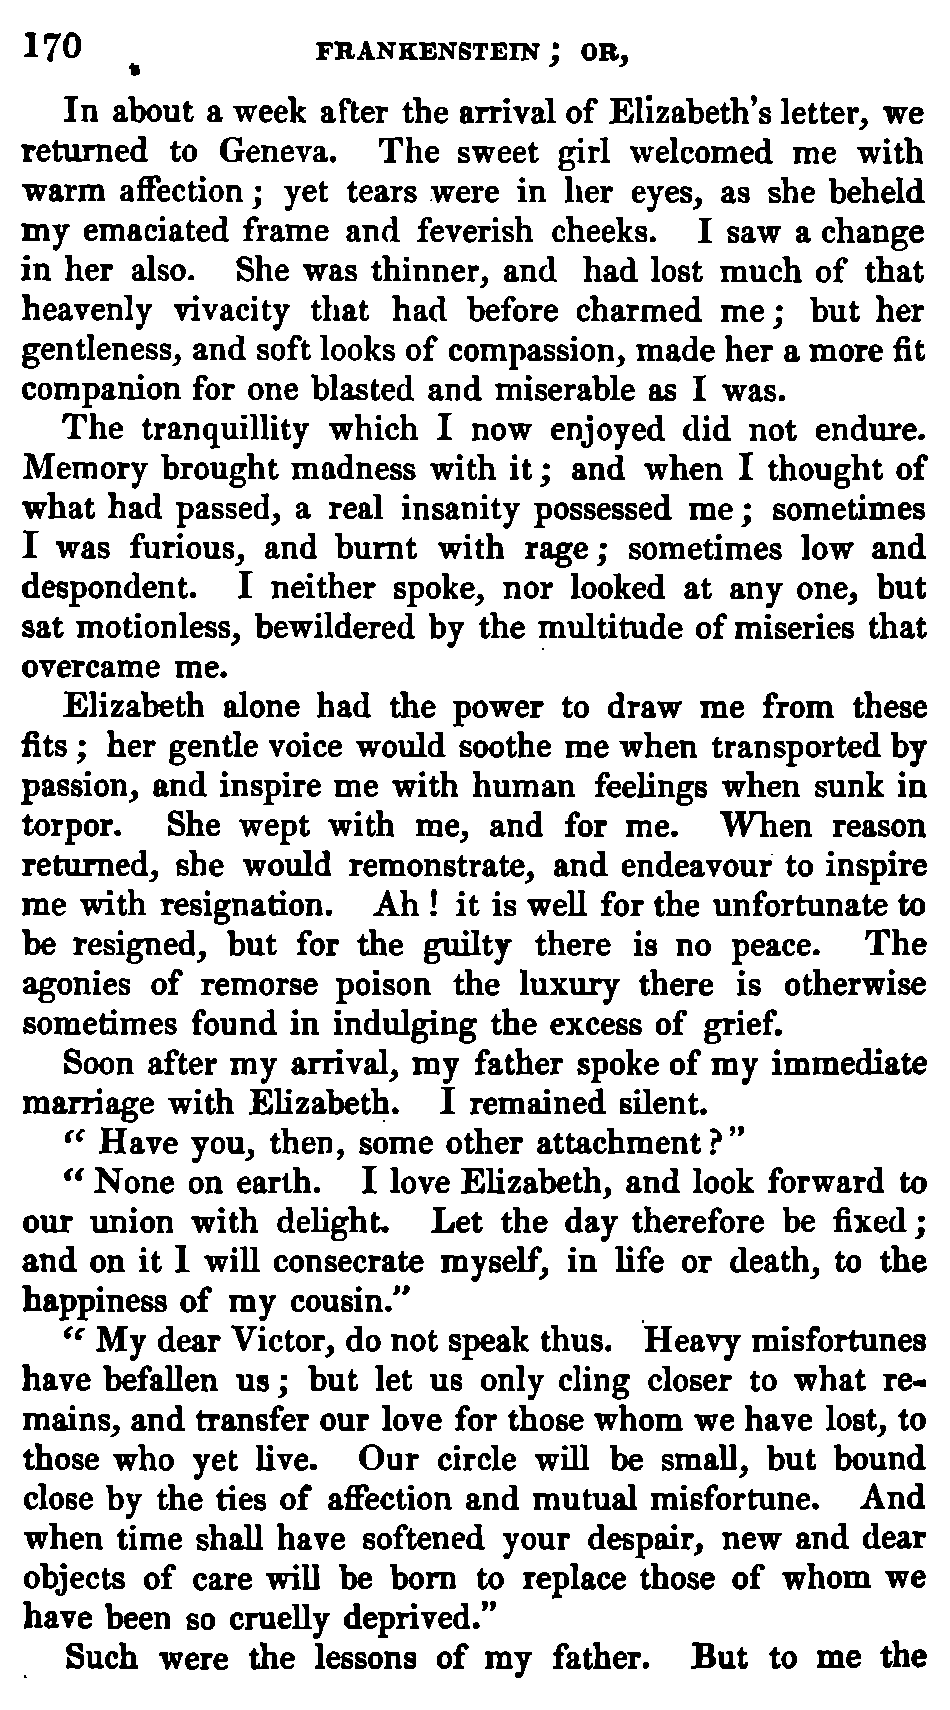 170 FRANKENSTEIN; OR,
In about a week after the arrival of Elizabeth's letter, we
returned to Geneva. The sweet girl welcomed me with
warm affection; yet tears were in her eyes, as she beheld
my emaciated frame and feverish cheeks. I saw a change
in her also. She was thinner, and had lost much of that
heavenly vivacity that had before charmed me; but her
gentleness, and soft looks of compassion, made her a more fit
companion for one blasted and miserable as I was.
The tranquillity which I now enjoyed did not endure.
Memory brought madness with it; and when I thought of
what had passed, a real insanity possessed me; sometimes
I was furious, and burnt with rage; sometimes low and
despondent. I neither spoke, nor looked at any one, but
sat motionless, bewildered by the multitude of miseries that
overcame me.
Elizabeth alone had the power to draw me from these
fits; her gentle voice would soothe me when transported by
passion, and inspire me with human feelings when sunk in
torpor. She wept with me, and for me. When reason
returned, she would remonstrate, and endeavour to inspire
me with resignation. Ah! it is well for the unfortunate to
be resigned, but for the guilty there is no peace. The
agonies of remorse poison the luxury there is otherwise
sometimes found in indulging the excess of grief.
Soon after my arrival, my father spoke of my immediate
marriage with Elizabeth. I remained silent.
"Have you, then, some other attachment?"
"None on earth. I love Elizabeth, and look forward to
our union with delight. Let the day therefore be fixed;
and on it I will consecrate myself, in life or death, to the
happiness of my cousin."
"My dear Victor, do not speak thus. Heavy misfortunes
have befallen us; but let us only cling closer to what re-
mains, and transfer our love for those whom we have lost, to
those who yet live. Our circle will be small, but bound
close by the ties of affection and mutual misfortune. And
when time shall have softened your despair, new and dear
objects of care will be born to replace those of whom we
have been so cruelly deprived."
Such were the lessons of my father. But to me the